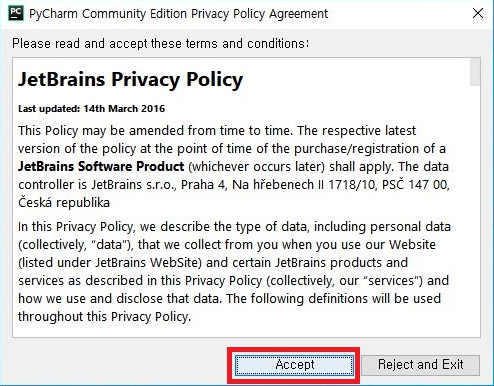 PC PyCharm Community Edition Privacy Policy Agreement
Please read and accept these terms and conditions:
JetBrains Privacy Policy
Last updated: 14th March 2016
This Policy may be amended from time to time. The respective latest
version of the policy at the point of time of the purchase/registration of a
JetBrains Software Product (whichever occurs later) shall apply. The data
controller is JetBrains s.r.o., Praha 4, Na hřebenech II 1718/10, PSČ 147 00,
Česká republika
In this Privacy Policy, we describe the type of data, including personal data
(collectively, “data”), that we collect from you when you use our Website
(listed under JetBrains WebSite) and certain JetBrains products and
services as described in this Privacy Policy (collectively, our “services”) and
how we use and disclose that data. The following definitions will be used
throughout this Privacy Policy.
Accept Reject and Exit